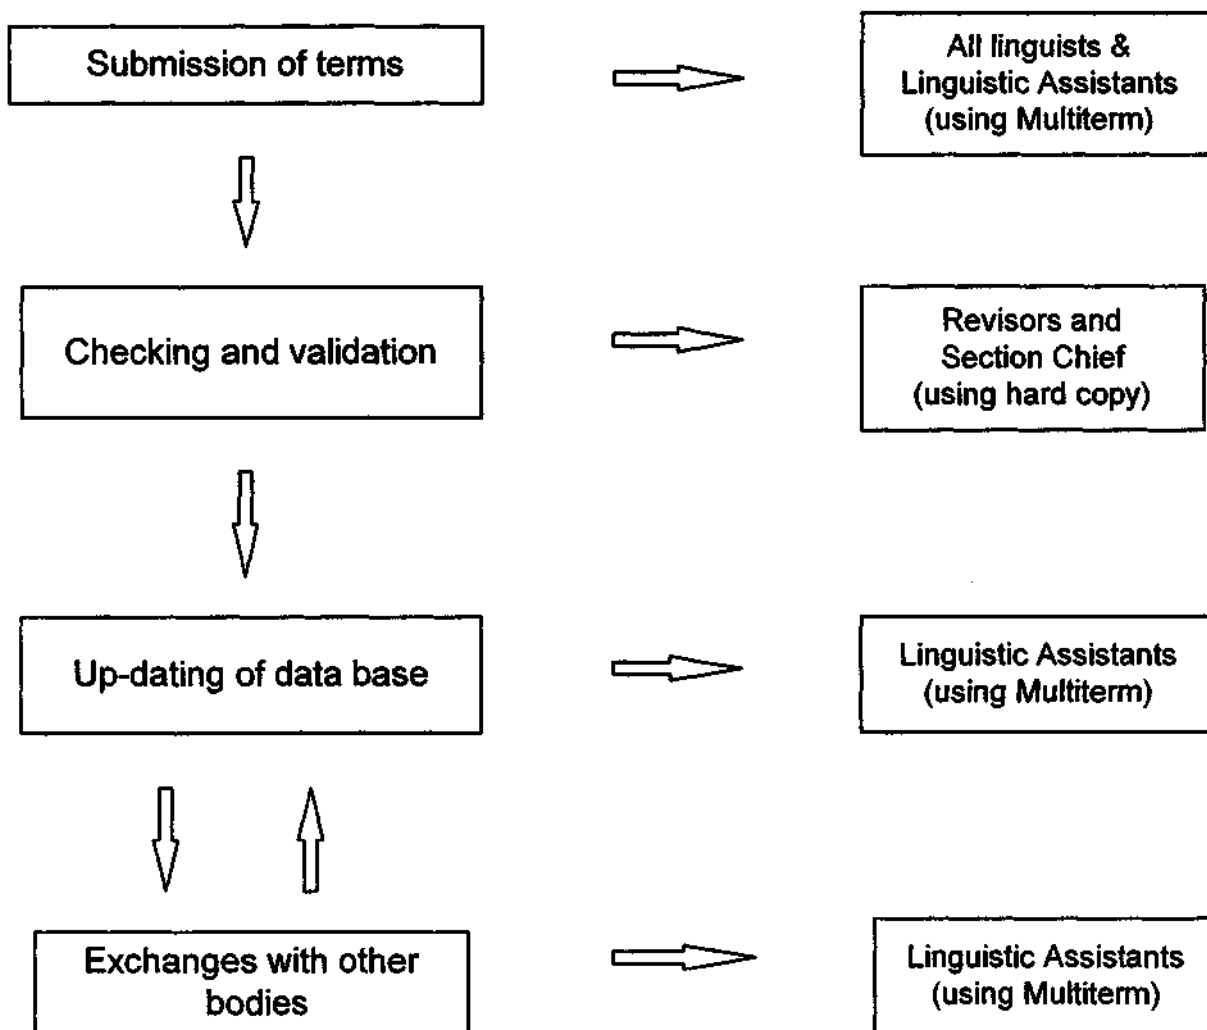 Submission of terms
All linguists &
Linguistic Assistants
(using Multiterm)
Checking and validation
Revisors and
Section Chief
(using hard copy)
Up-dating of data base
Linguistic Assistants
(using Multiterm)
Exchanges with other
bodies
Linguistic Assistants
(using Multiterm)